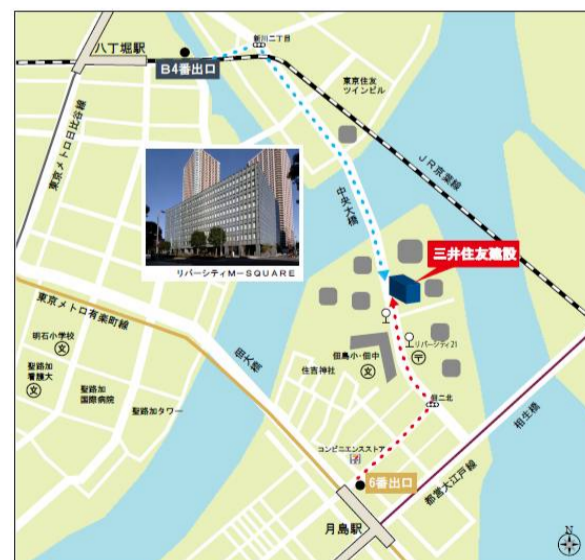 八丁堀駅
新川二丁目
B4番出口
東京住友
ツインビル
東京メトロ日比谷線
JR京葉線
中央大橋
三井住友建設
リバーシティM-SQUARE
東京メトロ有楽町線
明石小学校
文
聖路加
看護大
文
聖路加
国際病院
聖路加タワー
佃大橋
リバーシティ21
〒
佃島小・佃中
文
住吉神社
佃二北
相生橋
コンビニエンスストア
都営大江戸線
6番出口
月島駅
N